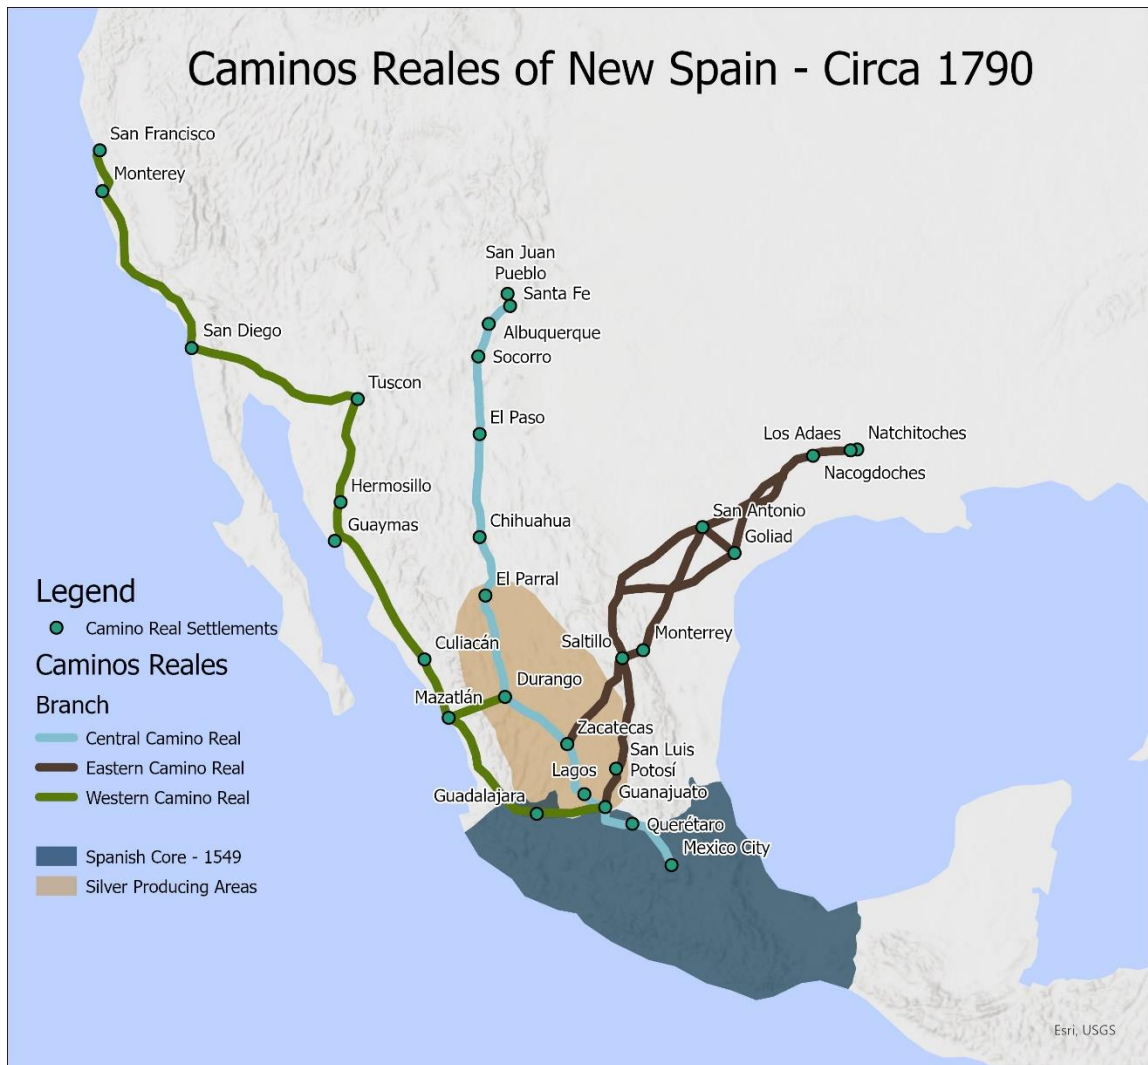 Caminos Reales of New Spain - Circa 1790
San Francisco
Monterey
San Juan
Pueblo
Santa Fe
Albuquerque
San Diego
Socorro
Tuscon
El Paso
Los Adaes
Natchitoches
Nacogdoches
Hermosillo
San Antonio
Guaymas
Chihuahua
Goliad
El Parral
Culiacán
Saltillo
Monterrey
Durango
Mazatlán
Zacatecas
San Luis
Potosí
Lagos
Guanajuato
Guadalajara
Querétaro
Mexico City
Legend
Camino Real Settlements
Caminos Reales
Branch
Central Camino Real
Eastern Camino Real
Western Camino Real
Spanish Core - 1549
Silver Producing Areas
Esri, USGS